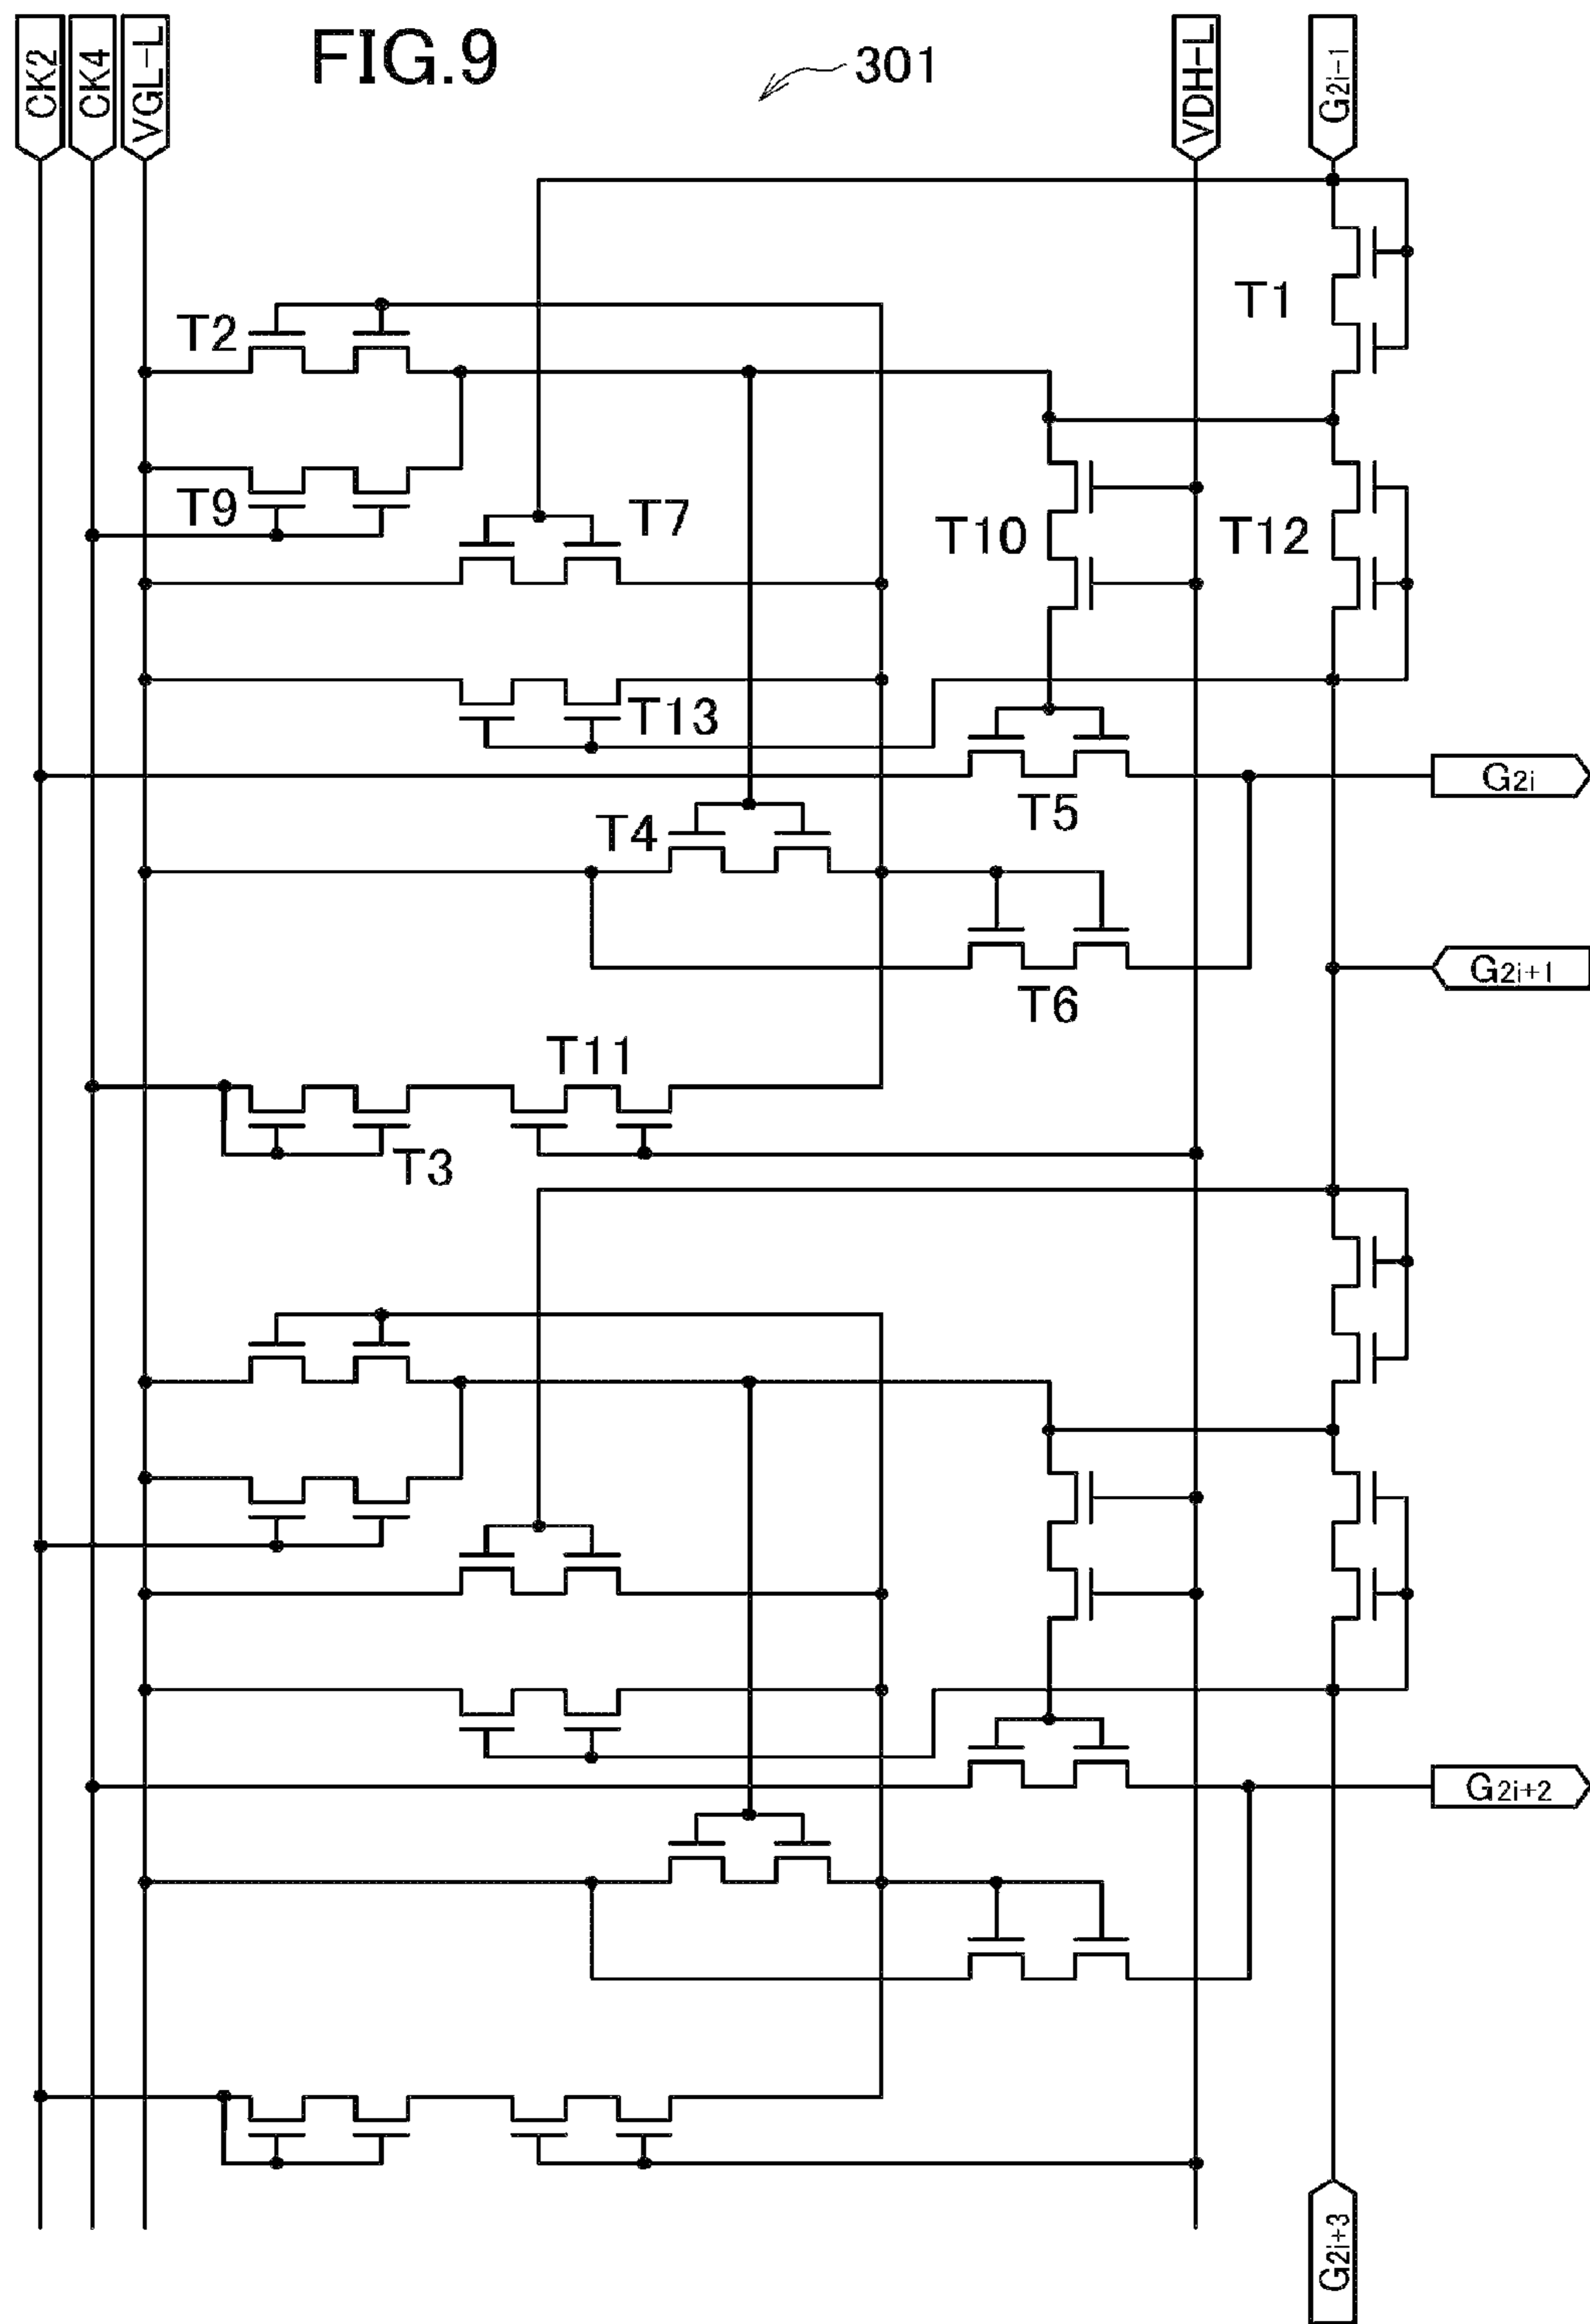 FIG.9
301
CK2
CK4
VGL-L
VDH-L
G2i-1
T1
T2
T9
T7
T10
T12
T13
G2i
T4
T5
G2i+1
T6
T11
T3
G2i+2
G2i+3